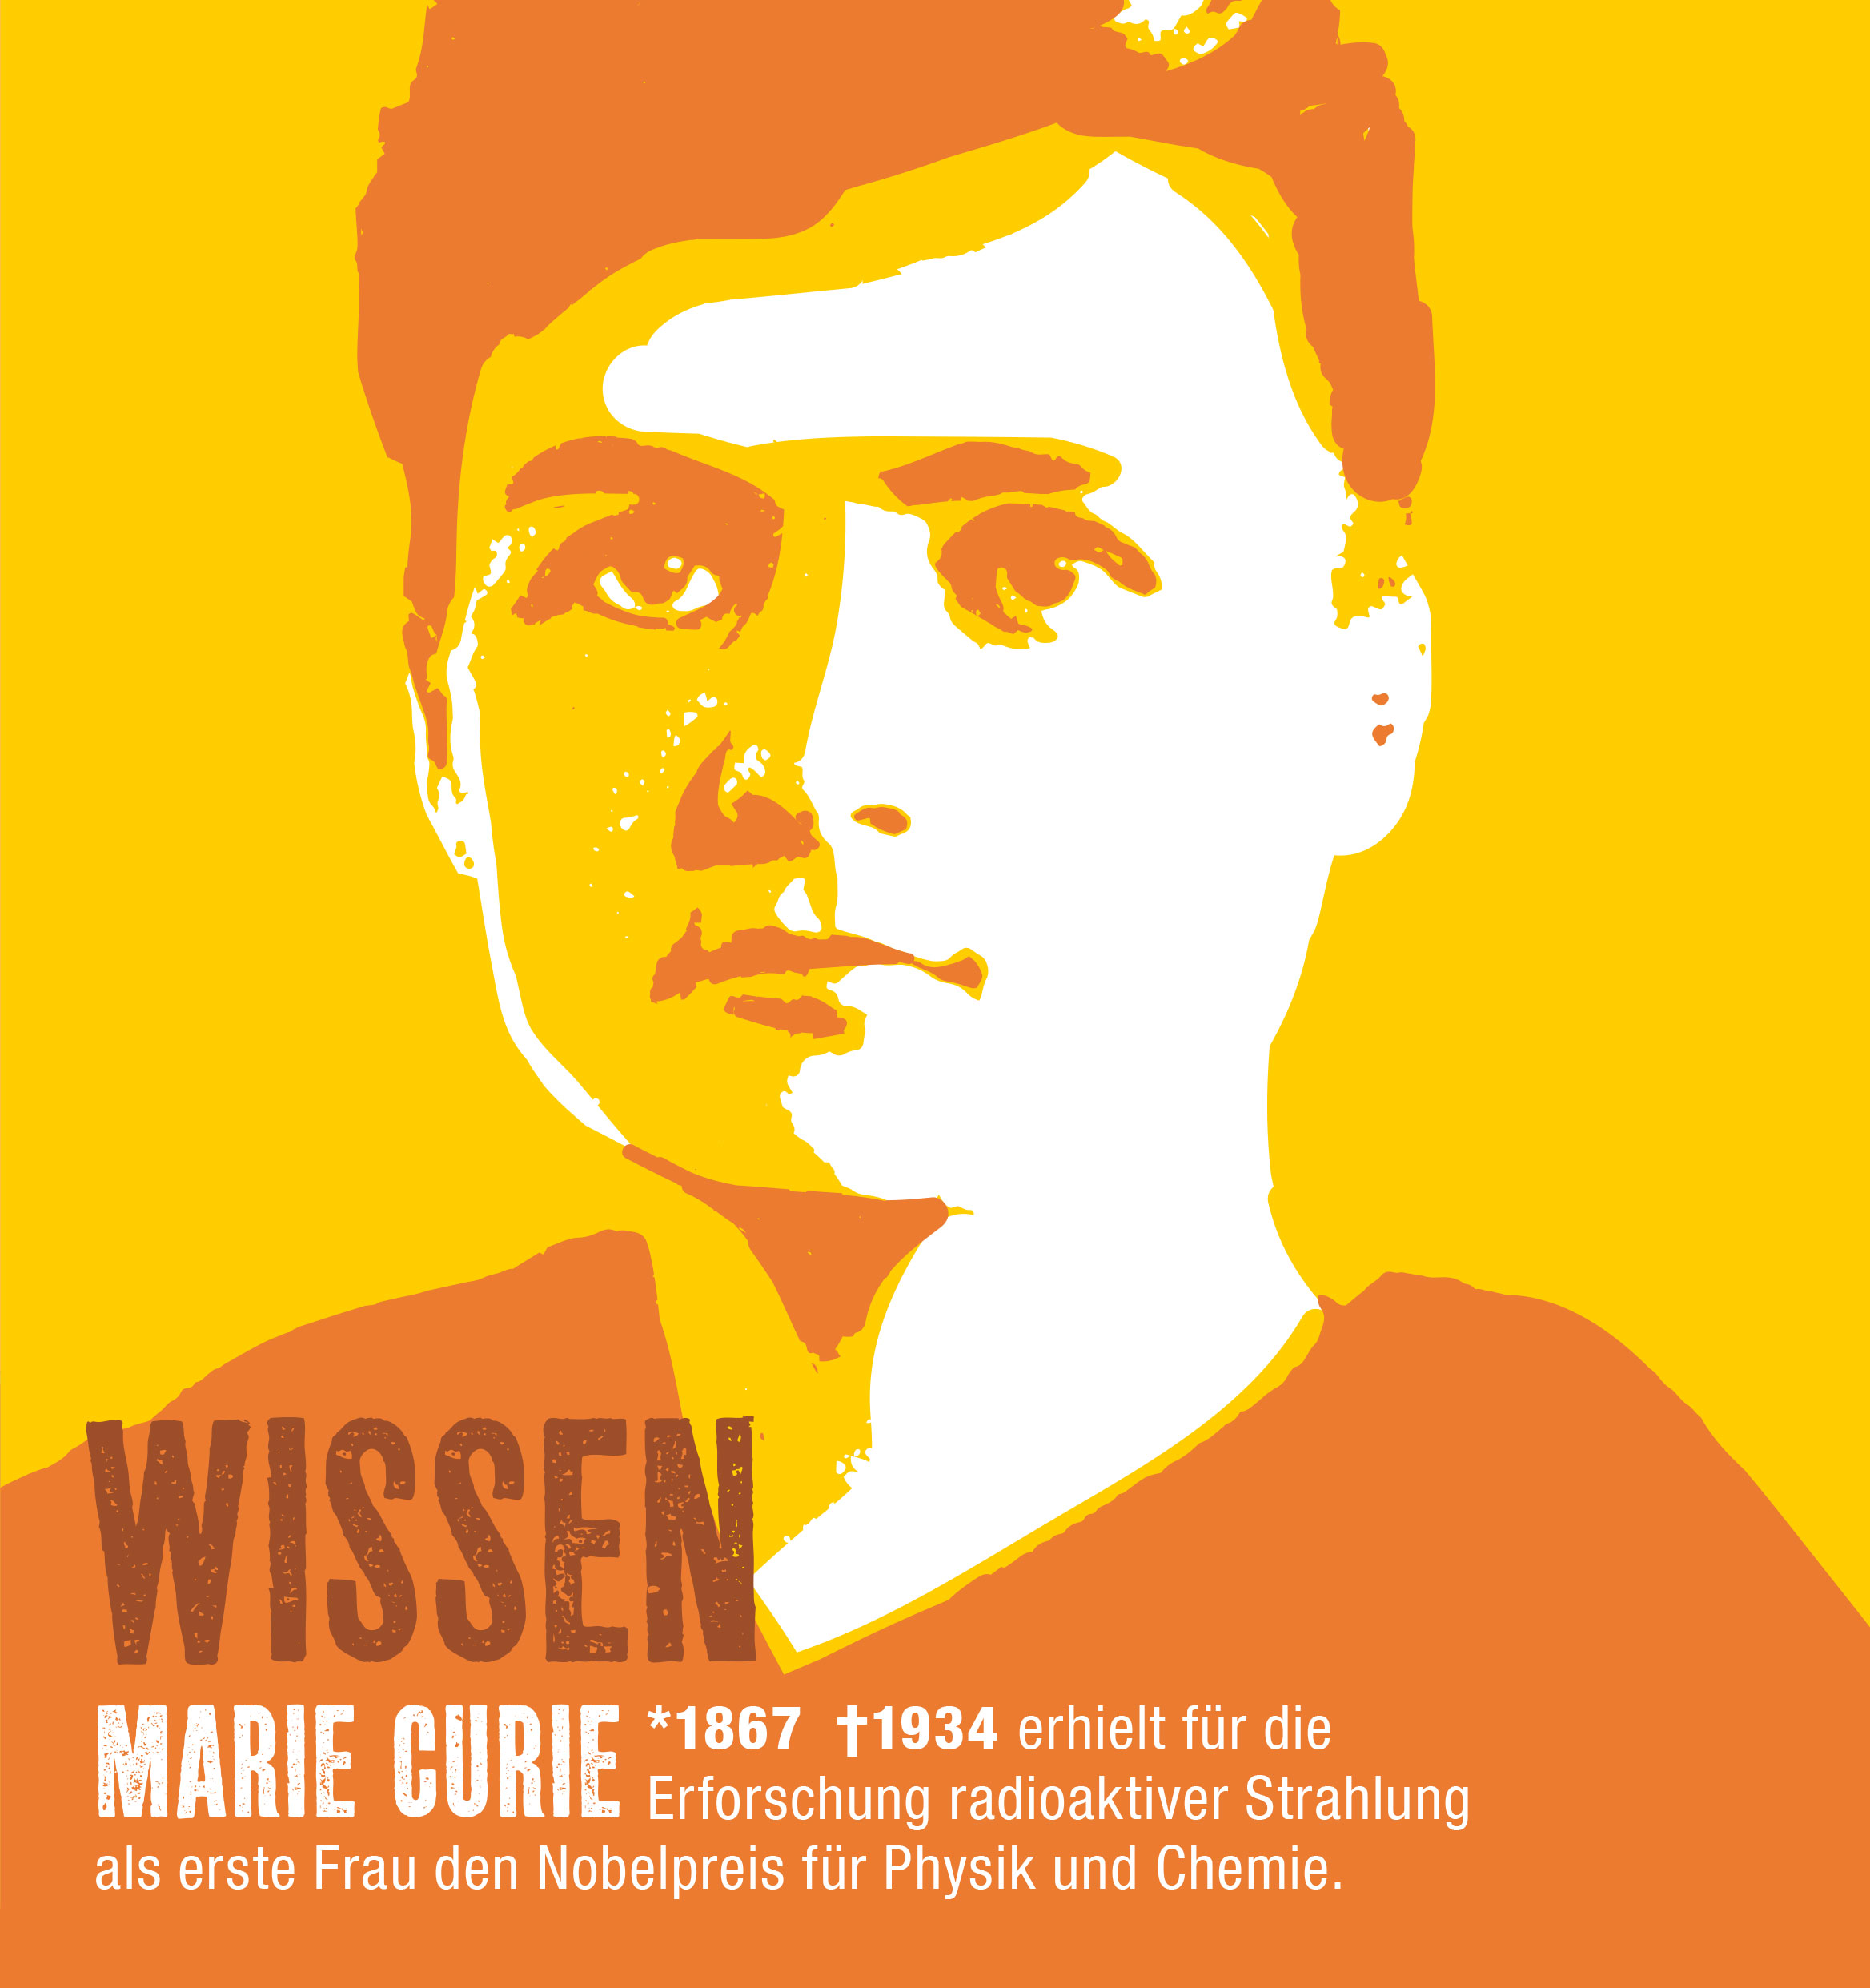 WISSEN
MARIE CURIE *1867 †1934 erhielt für die
Erforschung radioaktiver Strahlung
als erste Frau den Nobelpreis für Physik und Chemie.